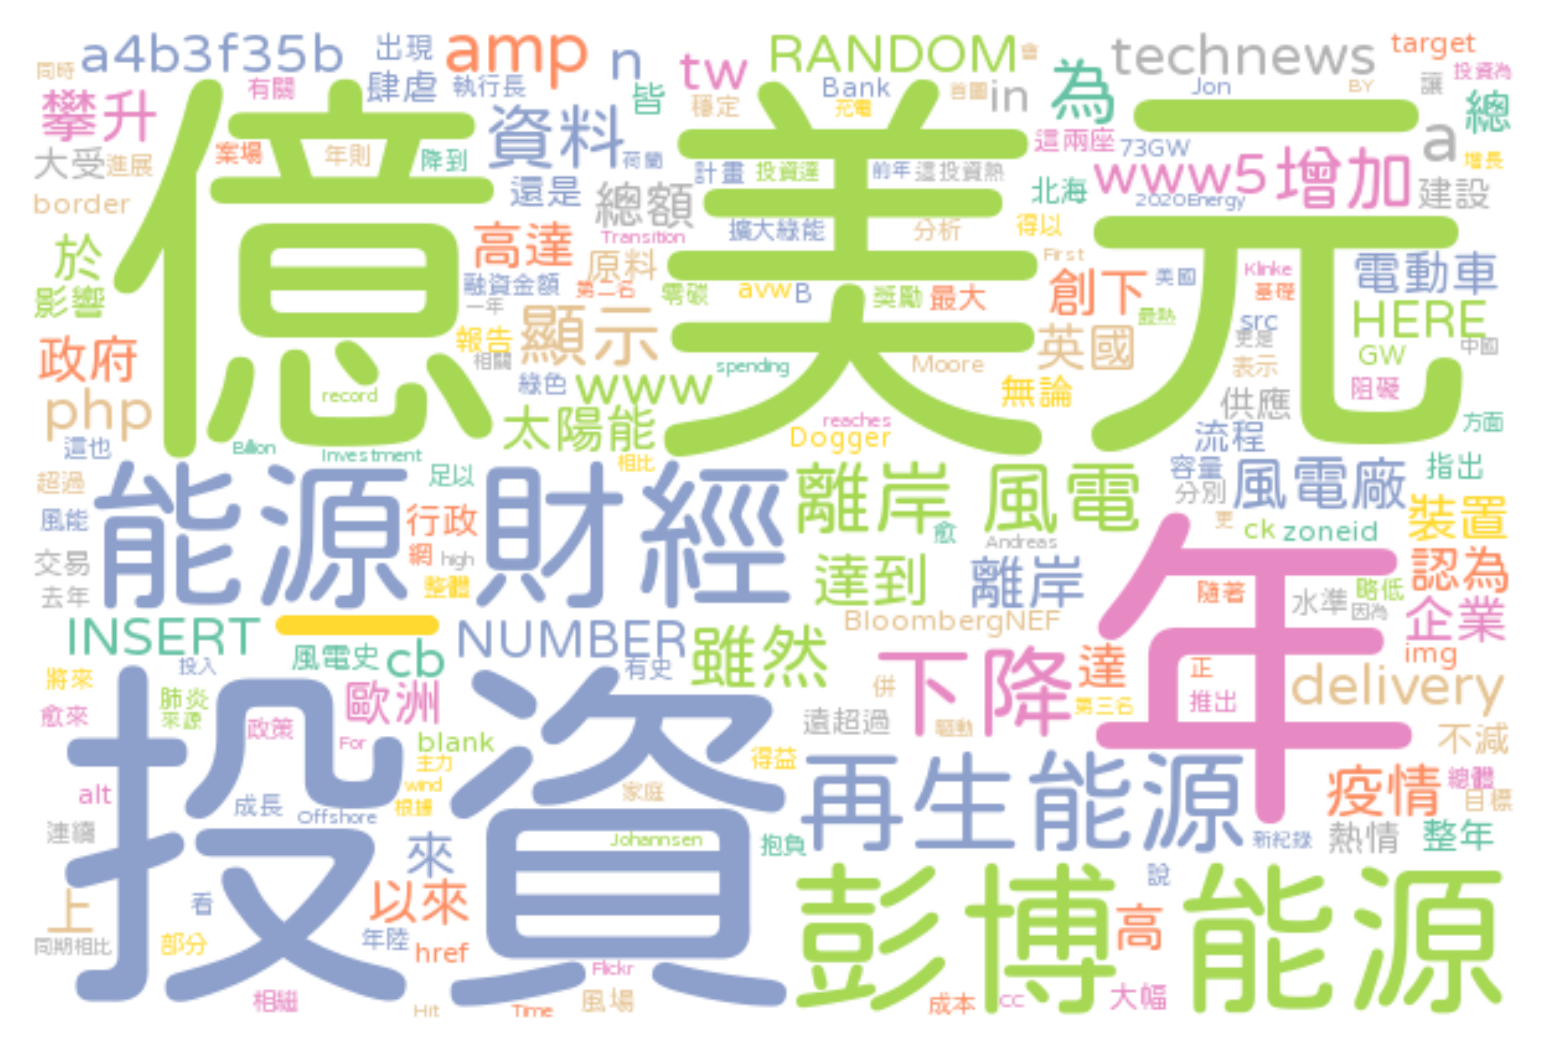 a4b3f35b 出現 amp n tw RANDOM 會 technews target
同時 有關 肆虐 執行長 皆 穩定 Bank 充電 首圖 in 為 Jon BY 讓 投資為
攀升 資料 這兩座 73GW a 總
大受 進展 案場 年則 降到 荷蘭 計畫 投資達 前年 這投資熱 www5 增加 增長
border 還是 總額 北海 2020Energy 建設
億 美 元
於 高達 Transition 擴大綠能 分析 得以
影響 融資金額 原料 零碳 First 創下 美國 Klinke 電動車
一年 第二名 avwB 獎勵 最大 最熱 基礎 HERE
政府 報告 顯示 英國 src 更是 GW 中國
相關 綠色 www spending Moore 表示
php record 太陽能 無論 供應 阻礙
這也 Billion Investment reaches Dogger 流程 方面
超過 足以 相比 離岸 風電 容量 分別 風電廠 指出
能源 財經
風能 行政 愈 更 ck zoneid 裝置
交易 網 high Andreas 達到 離岸 年 認為
去年 整體 隨著 水準 略低 因為
BloombergNEF 企業
INSERT 一 NUMBER 雖然
風電史 cb 有史 下降 達 正 img
將來 投入 併 delivery
肺炎 歐洲 第三名 推出
愈來 來源 政策 For blank 遠超過 驅動 不減
投資
主力 得益 再生能源 疫情 總體
alt wind 家庭 目標
成長 Offshore 根據
連續 Johannsen 抱負 新紀錄 熱情 整年
來
上 看 以來 說 彭博 高 能源
同期相比 部分 年陸 href
Flickr
相繼 Hit Time 風場 成本 cc 大幅